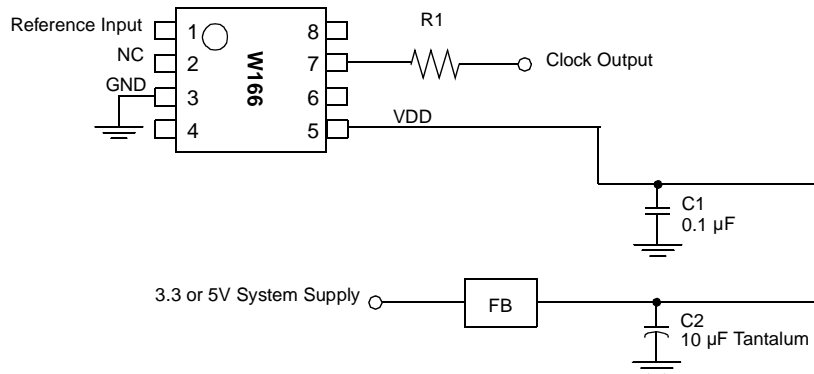 Reference Input
NC
GND
1
2
3
4
W166
8
7
6
5
R1
Clock Output
VDD
C1
0.1 µF
3.3 or 5V System Supply
FB
C2
10 µF Tantalum